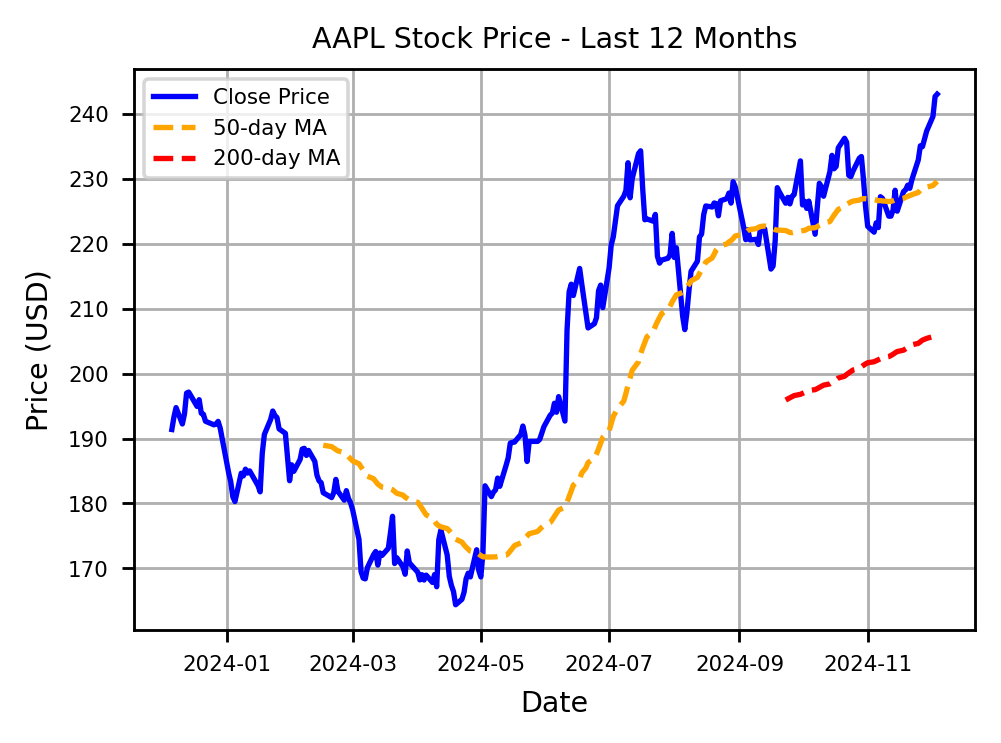 AAPL Stock Price - Last 12 Months
Close Price
50-day MA
200-day MA
240
230
220
210
200
190
180
170
Price (USD)
2024-01 2024-03 2024-05 2024-07 2024-09 2024-11
Date